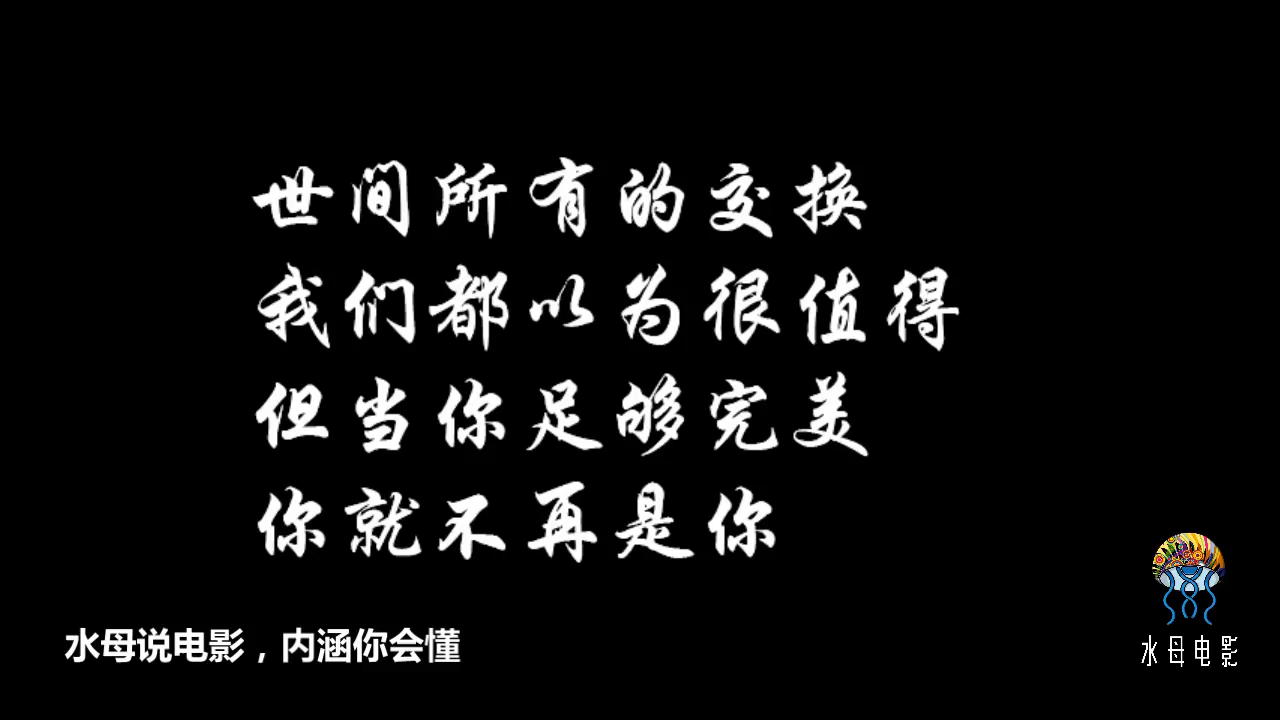 世间所有的交换
我们都以为很值得
但当你足够完美
你就不再是你
水母说电影，内涵你会懂
水母电影